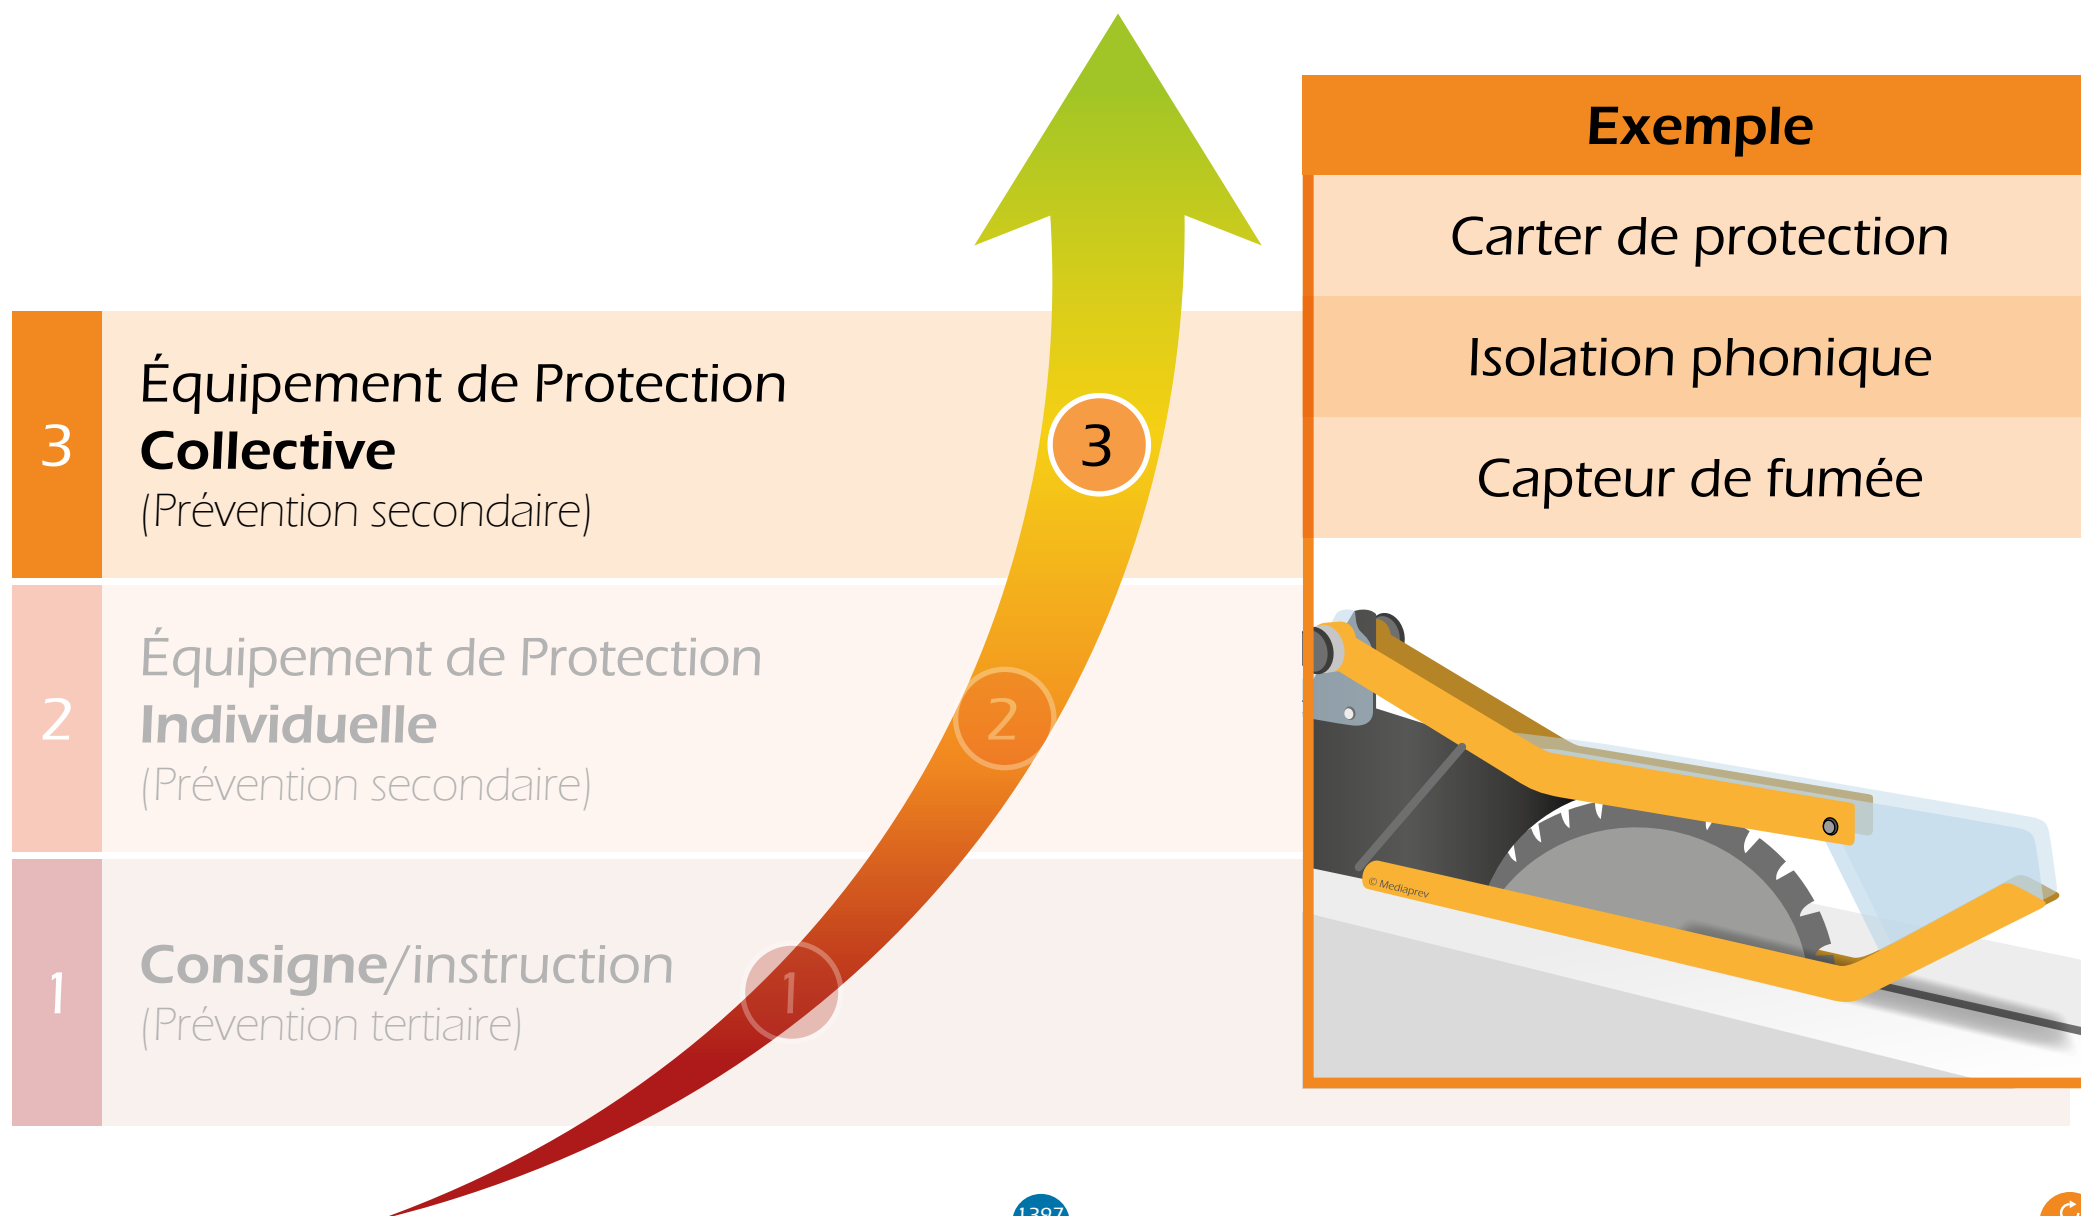 Exemple
Carter de protection
Isolation phonique
Capteur de fumée
3
Équipement de Protection
Collective
(Prévention secondaire)
3
2
Équipement de Protection
Individuelle
(Prévention secondaire)
2
1
Consigne/instruction
(Prévention tertiaire)
1
© Mediaprev
1397